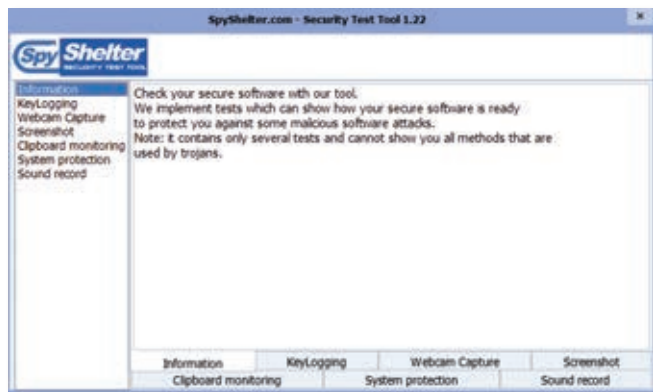 SpyShelter.com - Security Test Tool 1.22
Spy Shelter
SECURITY TEST TOOL
Information
KeyLogging
Webcam Capture
Screenshot
Clipboard monitoring
System protection
Sound record
Check your secure software with our tool.
We implement tests which can show how your secure software is ready
to protect you against some malicious software attacks.
Note: it contains only several tests and cannot show you all methods that are
used by trojans.
Information KeyLogging Webcam Capture Screenshot
Clipboard monitoring System protection Sound record